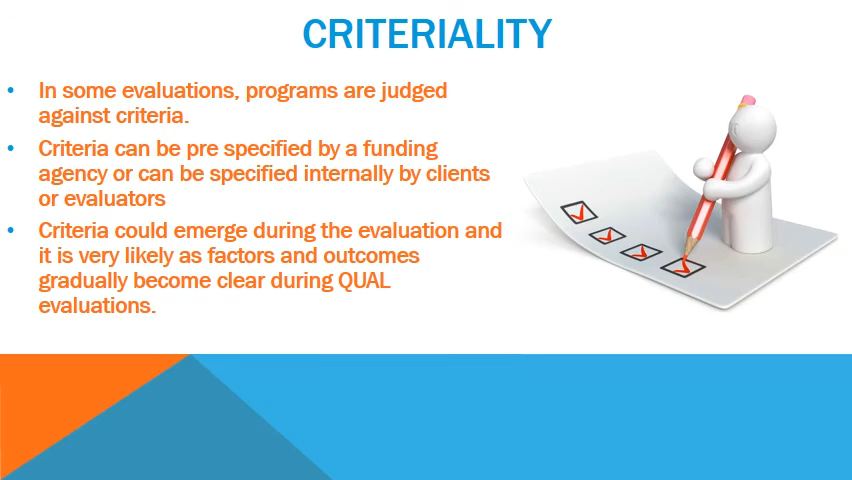 CRITERIALITY
• In some evaluations, programs are judged
against criteria.
• Criteria can be pre specified by a funding
agency or can be specified internally by clients
or evaluators
• Criteria could emerge during the evaluation and
it is very likely as factors and outcomes
gradually become clear during QUAL
evaluations.